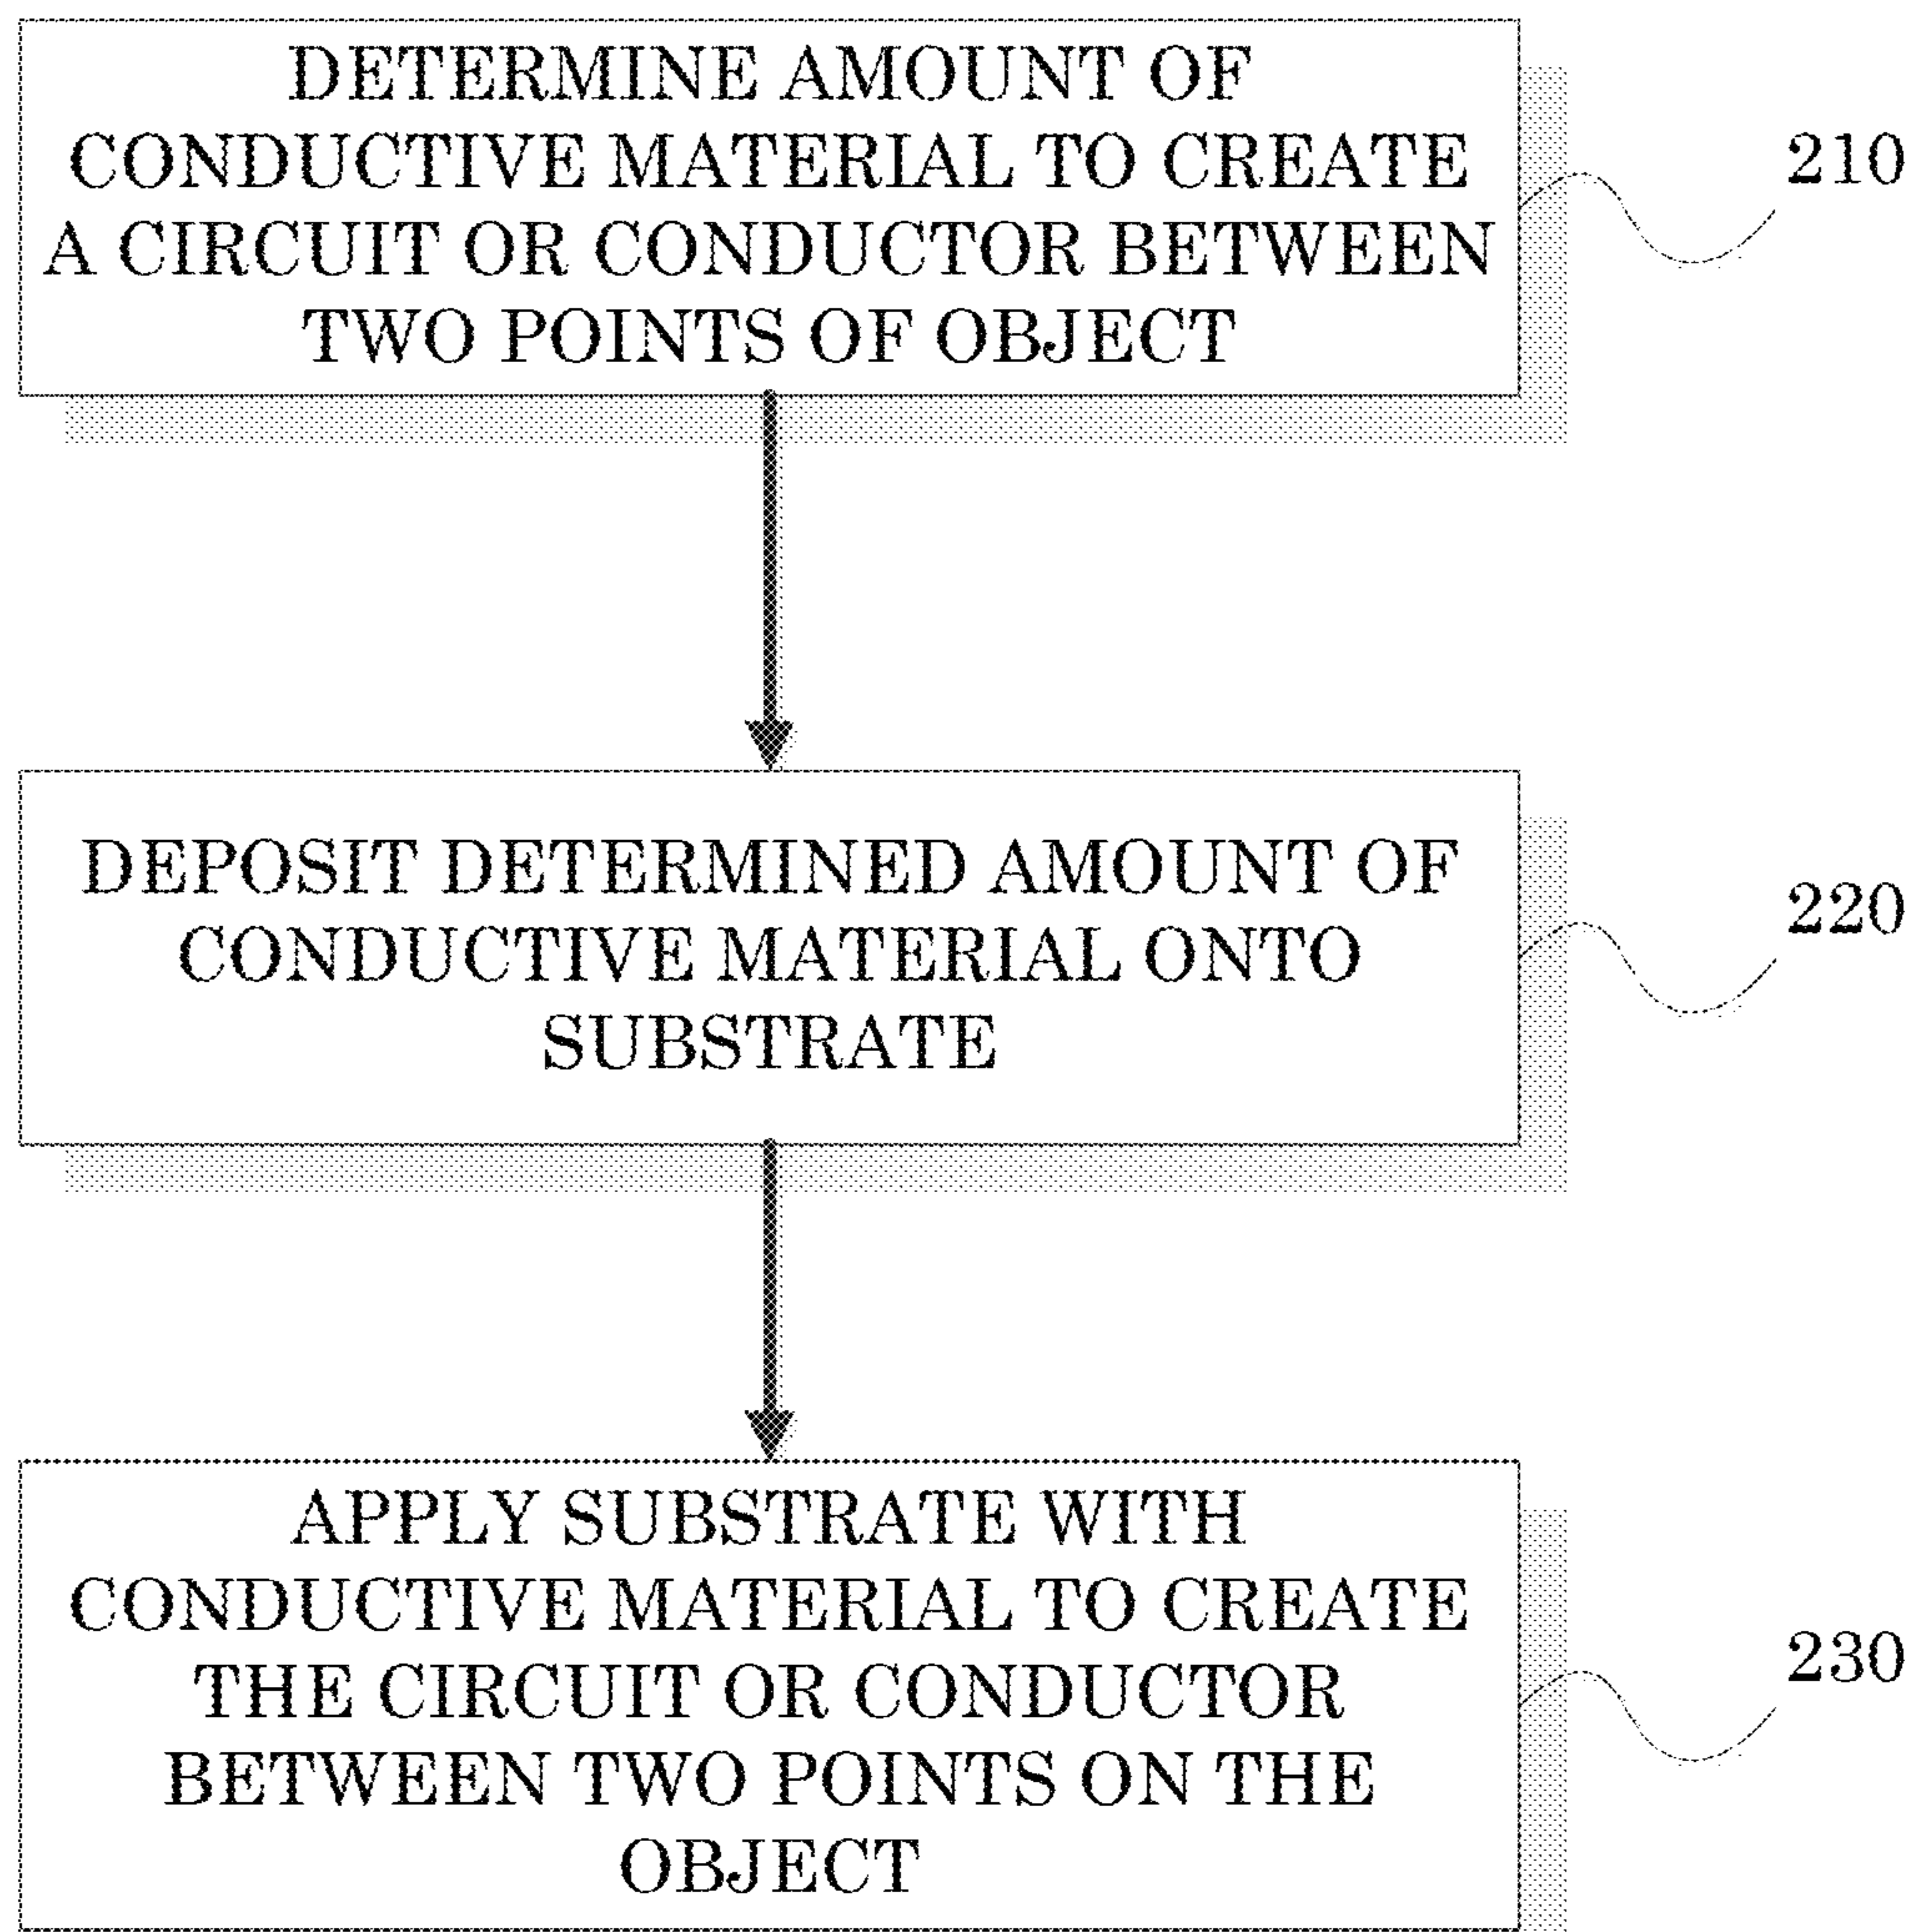 DETERMINE AMOUNT OF
CONDUCTIVE MATERIAL TO CREATE
A CIRCUIT OR CONDUCTOR BETWEEN
TWO POINTS OF OBJECT
210
DEPOSIT DETERMINED AMOUNT OF
CONDUCTIVE MATERIAL ONTO
SUBSTRATE
220
APPLY SUBSTRATE WITH
CONDUCTIVE MATERIAL TO CREATE
THE CIRCUIT OR CONDUCTOR
BETWEEN TWO POINTS ON THE
OBJECT
230